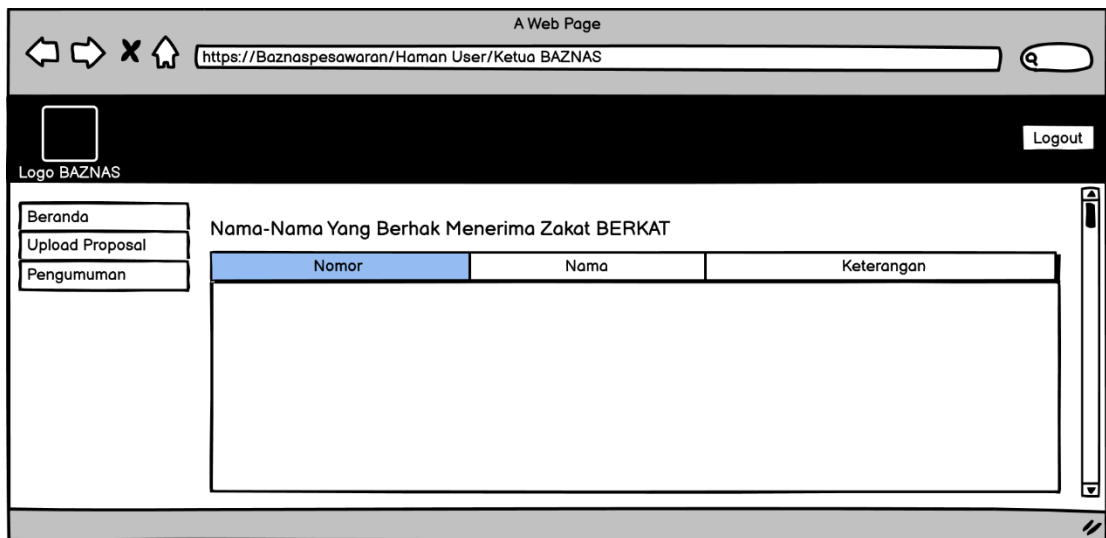 A Web Page
https://Baznaspesawaran/Haman User/Ketua BAZNAS
Logout
Logo BAZNAS
Beranda
Upload Proposal
Pengumuman
Nama-Nama Yang Berhak Menerima Zakat BERKAT
Nomor Nama Keterangan